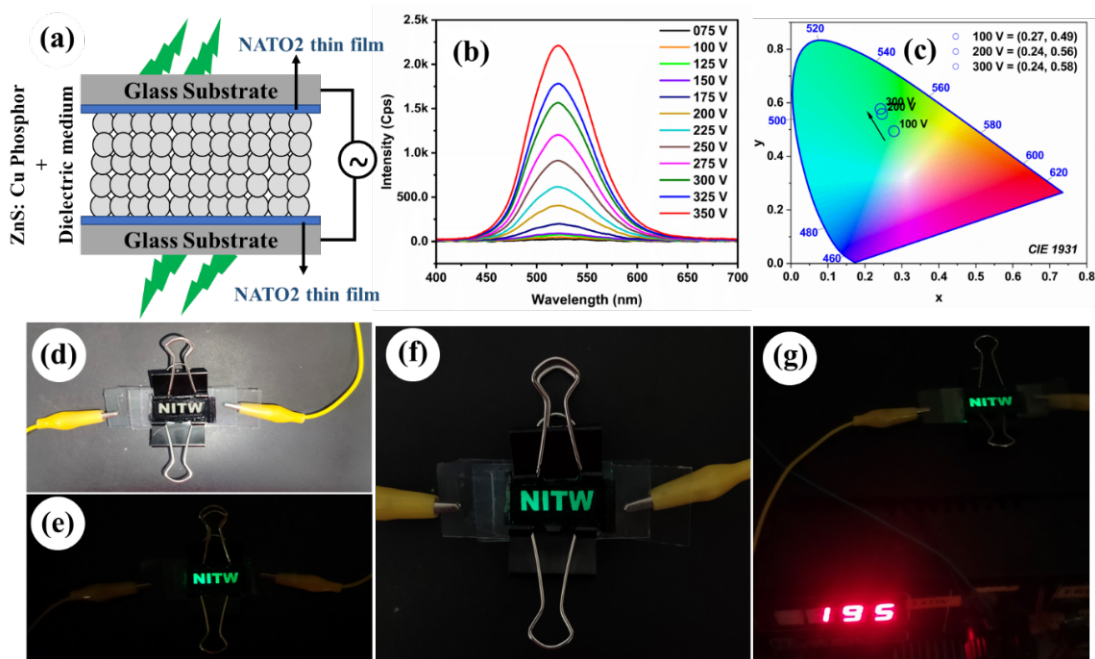 (a)
NATO2 thin film
Glass Substrate
ZnS: Cu Phosphor
+
Dielectric medium
~
Glass Substrate
NATO2 thin film
(b)
2.5k
2.0k
1.5k
1.0k
500.0
0.0
Intensity (Cps)
400 450 500 550 600 650 700
Wavelength (nm)
075 V
100 V
125 V
150 V
175 V
200 V
225 V
250 V
275 V
300 V
325 V
350 V
(c)
100 V = (0.27, 0.49)
200 V = (0.24, 0.56)
300 V = (0.24, 0.58)
0.8
0.6
0.4
0.2
0.0
y
520
540
560
580
600
620
500
480
460
300 V
200 V
100 V
CIE 1931
0.0 0.1 0.2 0.3 0.4 0.5 0.6 0.7 0.8
x
(d)
NITW
(e)
NITW
(f)
NITW
(g)
NITW
195